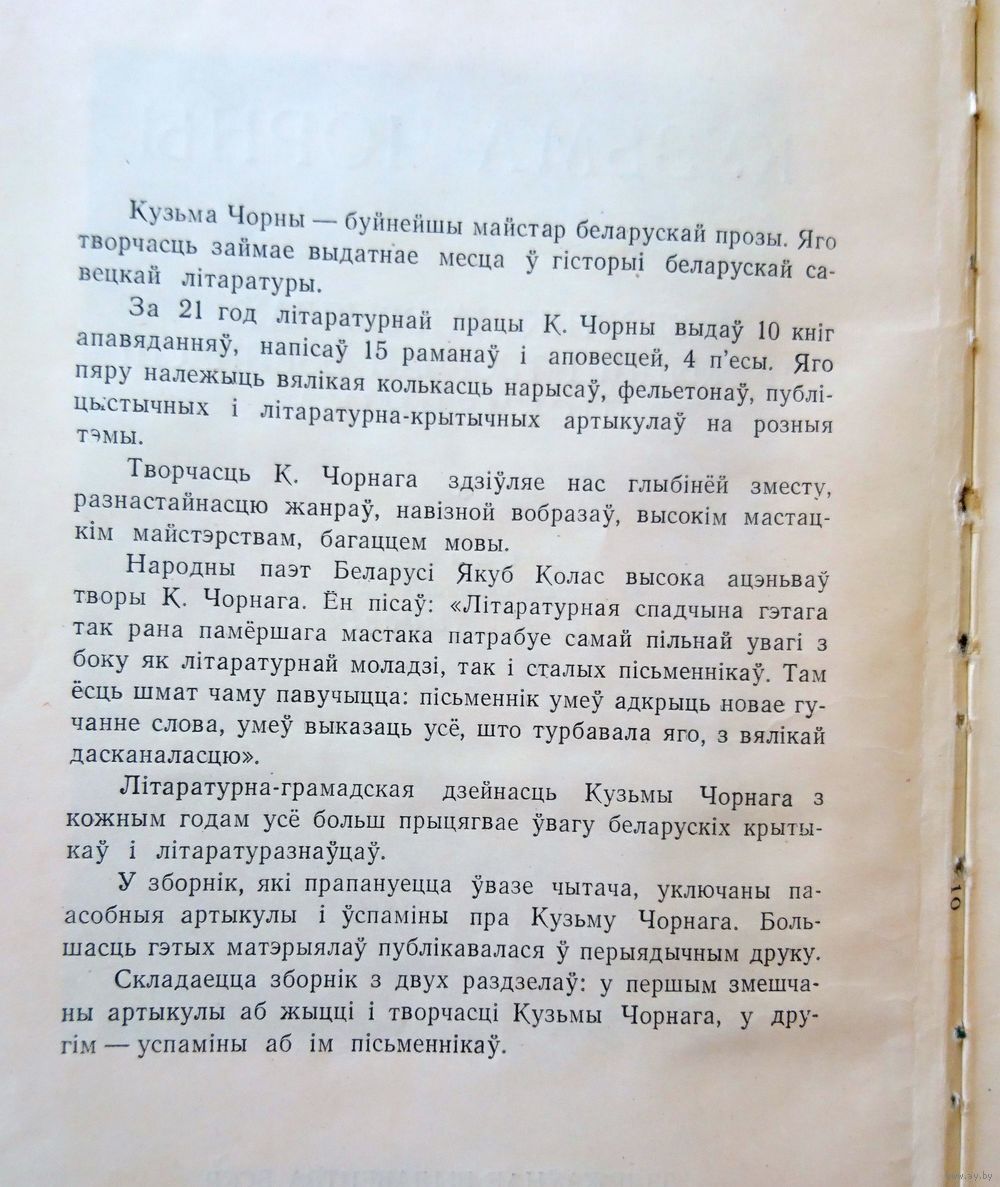 Кузьма Чорны — буйнейшы майстар беларускай прозы. Яго
творчасць займае выдатнае месца ў гісторыі беларускай са-
вецкай літаратуры.
За 21 год літаратурнай працы К. Чорны выдаў 10 кніг
апавяданняў, напісаў 15 раманаў і аповесцей, 4 п'есы. Яго
пяру належыць вялікая колькасць нарысаў, фельетонаў, публі-
цыстычных і літаратурна-крытычных артыкулаў на розныя
тэмы.
Творчасць К. Чорнага здзіўляе нас глыбінёй зместу,
разнастайнасцю жанраў, навізной вобразаў, высокім мастац-
кім майстэрствам, багаццем мовы.
Народны паэт Беларусі Якуб Колас высока ацэньваў
творы К. Чорнага. Ён пісаў: «Літаратурная спадчына гэтага
так рана памёршага мастака патрабуе самай пільнай увагі з
боку як літаратурнай моладзі, так і сталых пісьменнікаў. Там
ёсць шмат чаму павучыцца: пісьменнік умеў адкрыць новае гу-
чанне слова, умеў выказаць усё, што турбавала яго, з вялікай
дасканаласцю».
Літаратурна-грамадская дзейнасць Кузьмы Чорнага з
кожным годам усё больш прыцягвае ўвагу беларускіх крыты-
каў і літаратуразнаўцаў.
У зборнік, які прапануецца ўвазе чытача, уключаны па-
асобныя артыкулы і ўспаміны пра Кузьму Чорнага. Боль-
шасць гэтых матэрыялаў публікавалася ў перыядычным друку.
Складаецца зборнік з двух раздзелаў: у першым змешча-
ны артыкулы аб жыцці і творчасці Кузьмы Чорнага, у дру-
гім — успаміны аб ім пісьменнікаў.
www.ay.by